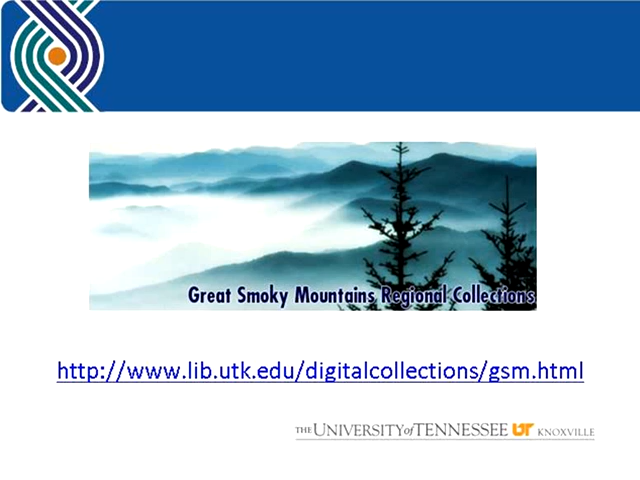 Great Smoky Mountains Regional Collections
http://www.lib.utk.edu/digitalcollections/gsm.html
THE UNIVERSITY of TENNESSEE UT KNOXVILLE